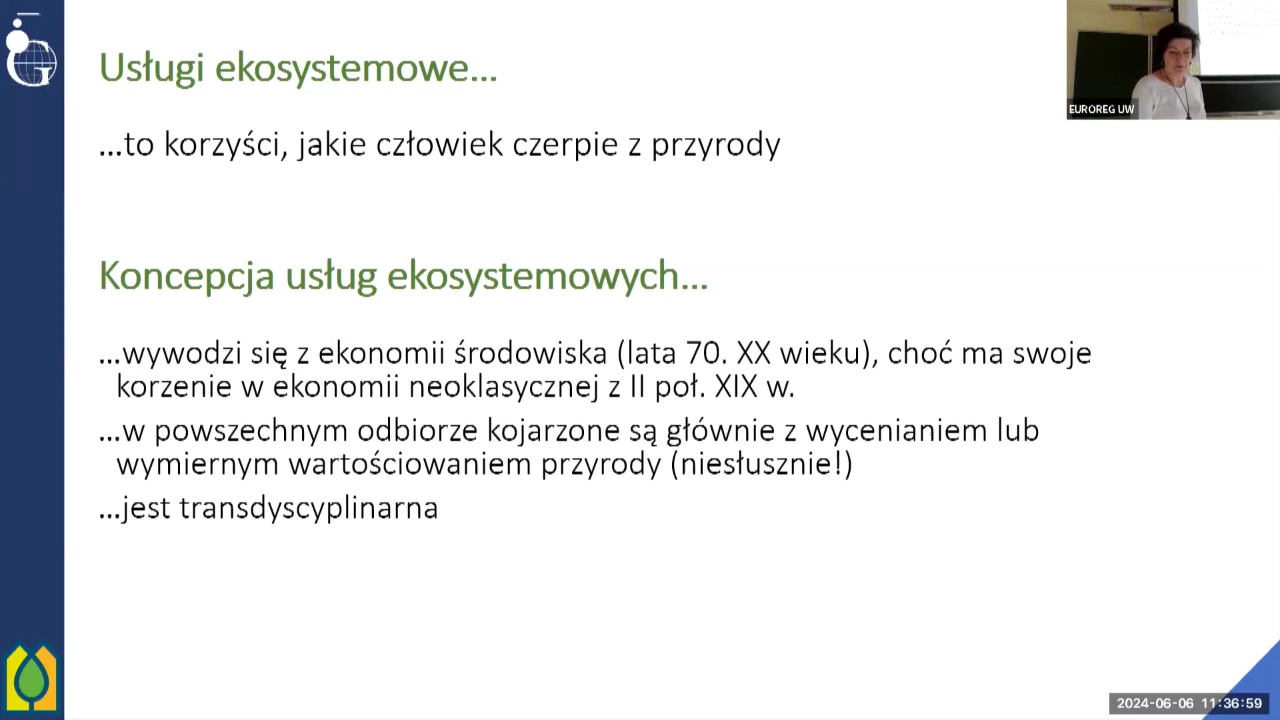 Usługi ekosystemowe...
...to korzyści, jakie człowiek czerpie z przyrody
Koncepcja usług ekosystemowych...
...wywodzi się z ekonomii środowiska (lata 70. XX wieku), choć ma swoje
korzenie w ekonomii neoklasycznej z II poł. XIX w.
...w powszechnym odbiorze kojarzone są głównie z wycenianiem lub
wymiernym wartościowaniem przyrody (niesłusznie!)
...jest transdyscyplinarna
EUROREG UW
2024-06-06 11:36:59